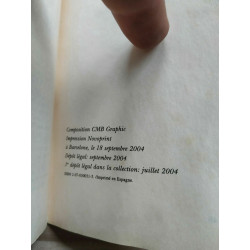 Composition CMB Graphic
Impression Novoprint
à Barcelone, le 18 septembre 2004
Dépôt légal: septembre 2004
1er dépôt légal dans la collection: juillet 2004
Imprimé en Espagne